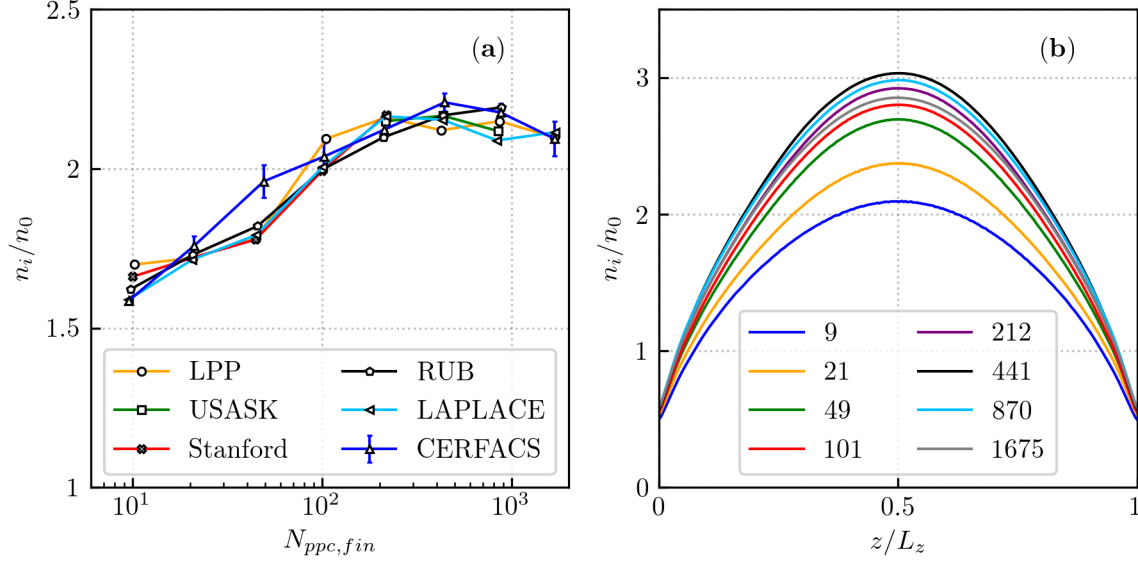 (a)
2.5
2
1.5
1
n_i/n_0
10^1
10^2
10^3
N_{ppc,fin}
LPP
USASK
Stanford
RUB
LAPLACE
CERFACS
(b)
3
2
1
0
n_i/n_0
0
0.5
1
z/L_z
9
21
49
101
212
441
870
1675